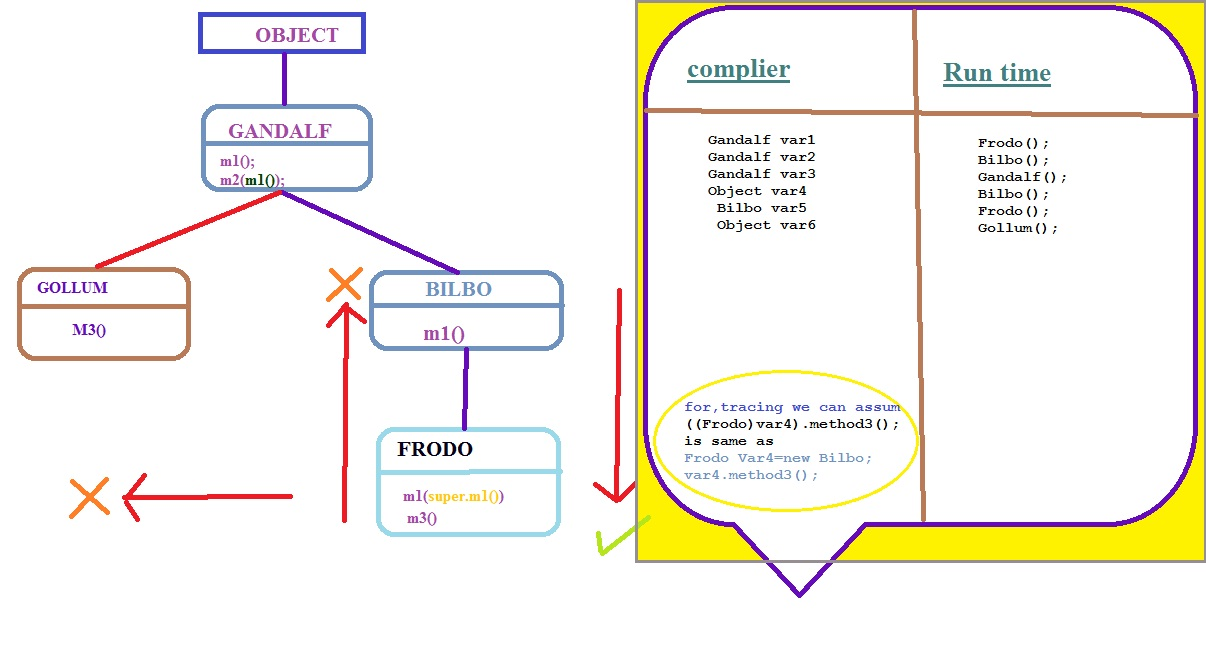 OBJECT
GANDALF
m1();
m2(m1());
GOLLUM
M3()
BILBO
m1()
FRODO
m1(super.m1())
m3()
complier
Run time
Gandalf var1
Gandalf var2
Gandalf var3
Object var4
Bilbo var5
Object var6
Frodo();
Bilbo();
Gandalf();
Bilbo();
Frodo();
Gollum();
for,tracing we can assum
((Frodo)var4).method3();
is same as
Frodo Var4=new Bilbo;
var4.method3();